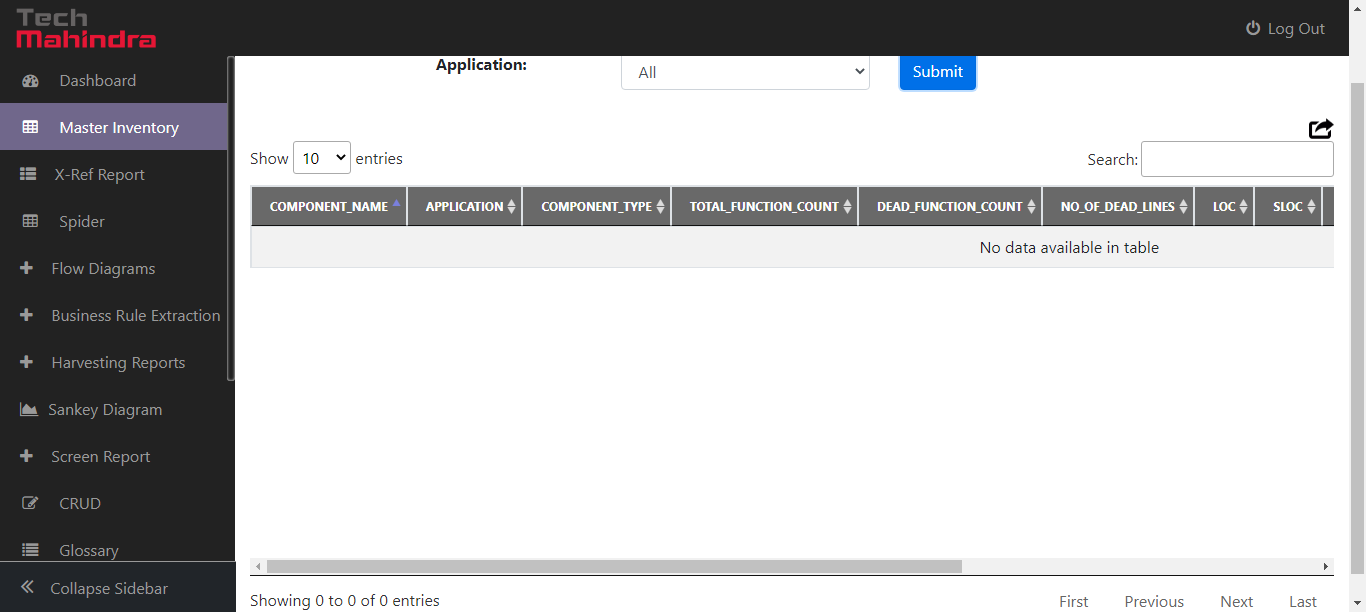 Tech
Mahindra
Log Out
Dashboard
Master Inventory
X-Ref Report
Spider
Flow Diagrams
Business Rule Extraction
Harvesting Reports
Sankey Diagram
Screen Report
CRUD
Glossary
Collapse Sidebar
Application: All Submit
Show 10 entries Search:
COMPONENT_NAME APPLICATION COMPONENT_TYPE TOTAL_FUNCTION_COUNT DEAD_FUNCTION_COUNT NO_OF_DEAD_LINES LOC SLOC
No data available in table
Showing 0 to 0 of 0 entries First Previous Next Last